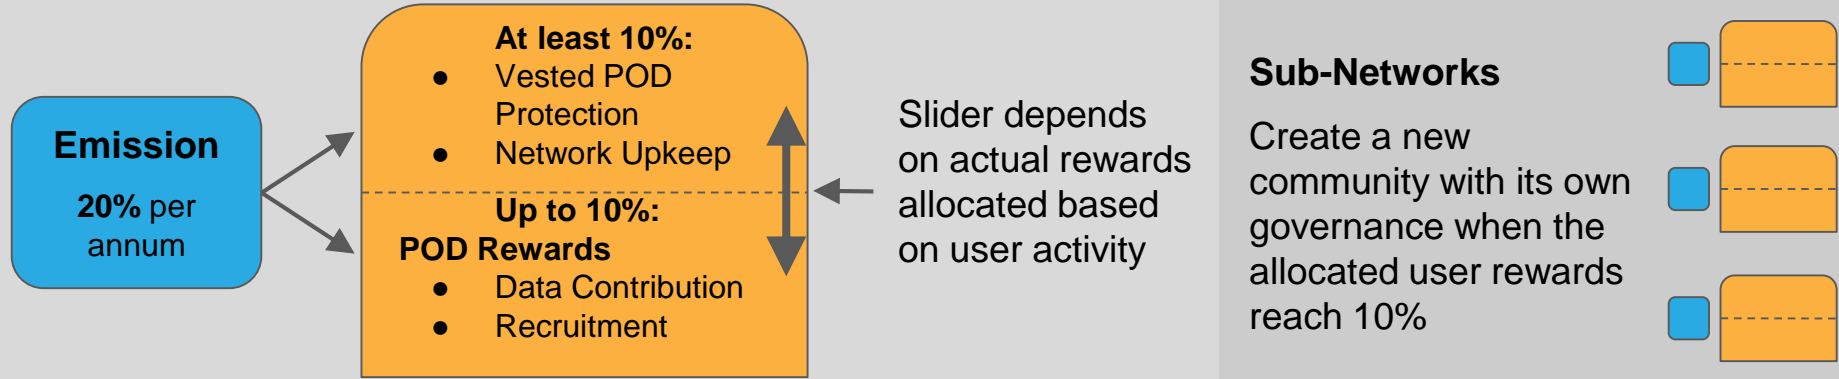 Emission
20% per
annum
At least 10%:
● Vested POD
Protection
● Network Upkeep
Up to 10%:
POD Rewards
● Data Contribution
● Recruitment
Slider depends
on actual rewards
allocated based
on user activity
Sub-Networks
Create a new
community with its own
governance when the
allocated user rewards
reach 10%